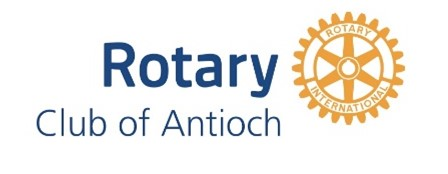 Rotary
Club of Antioch
ROTARY
INTERNATIONAL